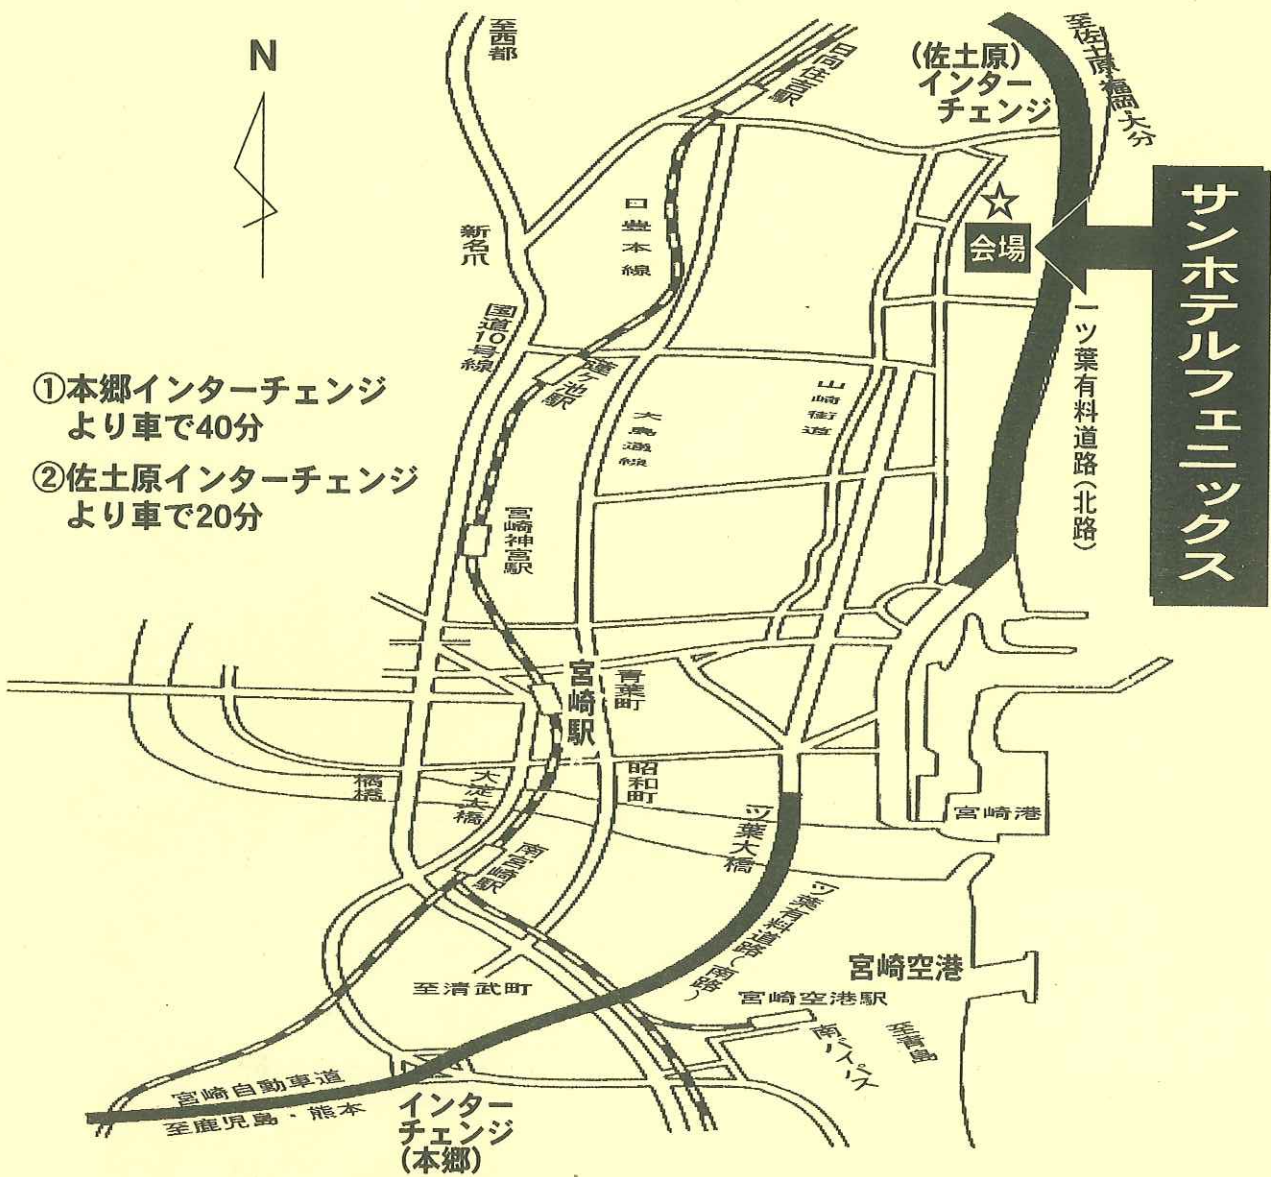 N
至西都
日向住吉駅
(佐土原)
インター
チェンジ
至佐土原・福岡・大分
サンホテルフェニックス
会場
新名爪
日豊本線
国道10号線
蓮ヶ池駅
大島通線
山崎街道
一ツ葉有料道路(北路)
①本郷インターチェンジ
より車で40分
②佐土原インターチェンジ
より車で20分
宮崎神宮駅
宮崎駅
青葉町
昭和町
橘橋
大淀大橋
一ツ葉大橋
宮崎港
南宮崎駅
一ツ葉有料道路(南路)
宮崎空港
宮崎空港駅
至清武町
南バイパス
至青島
宮崎自動車道
至鹿児島・熊本
インター
チェンジ
(本郷)